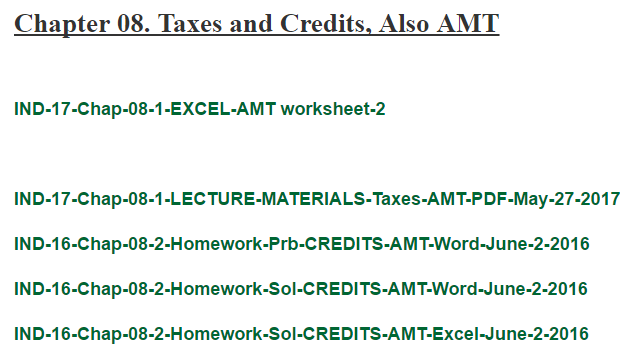 Chapter 08. Taxes and Credits, Also AMT
IND-17-Chap-08-1-EXCEL-AMT worksheet-2
IND-17-Chap-08-1-LECTURE-MATERIALS-Taxes-AMT-PDF-May-27-2017
IND-16-Chap-08-2-Homework-Prb-CREDITS-AMT-Word-June-2-2016
IND-16-Chap-08-2-Homework-Sol-CREDITS-AMT-Word-June-2-2016
IND-16-Chap-08-2-Homework-Sol-CREDITS-AMT-Excel-June-2-2016